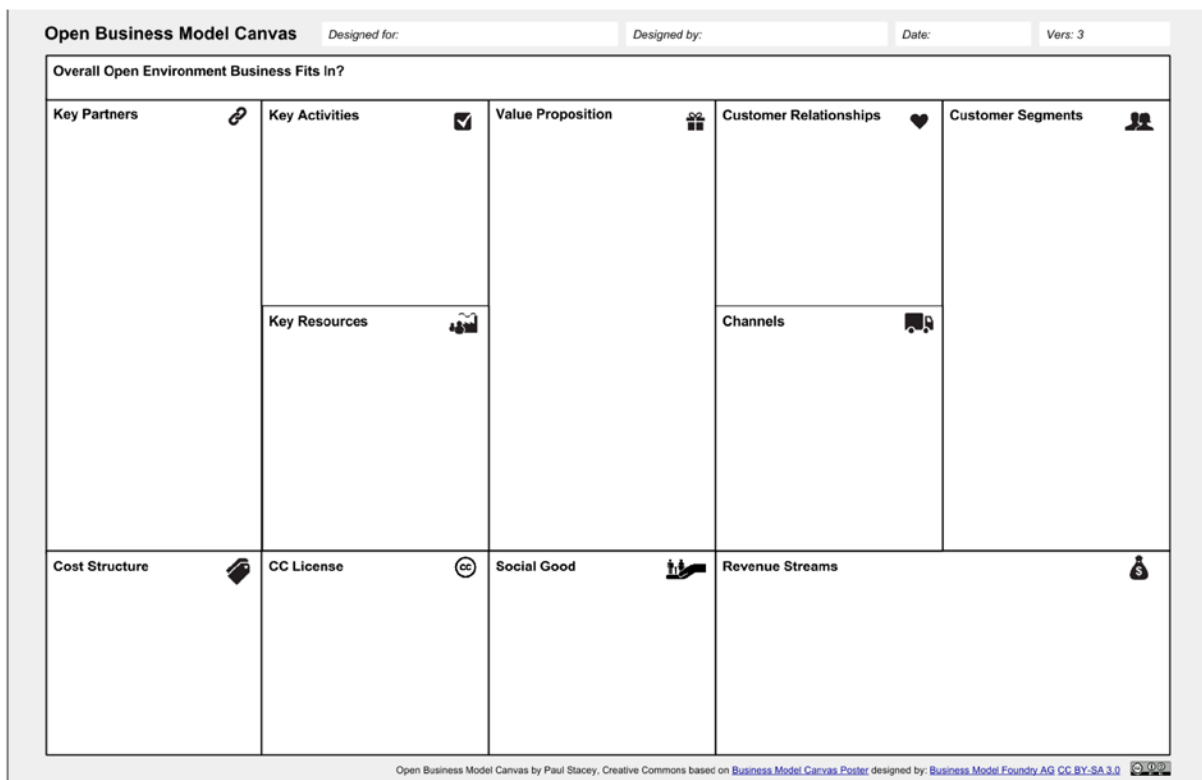 Open Business Model Canvas
Designed for:
Designed by:
Date:
Vers: 3
Overall Open Environment Business Fits In?
Key Partners
Key Activities
Value Proposition
Customer Relationships
Customer Segments
Key Resources
Channels
Cost Structure
CC License
cc
Social Good
Revenue Streams
$
Open Business Model Canvas by Paul Stacey, Creative Commons based on Business Model Canvas Poster designed by: Business Model Foundry AG CC BY-SA 3.0